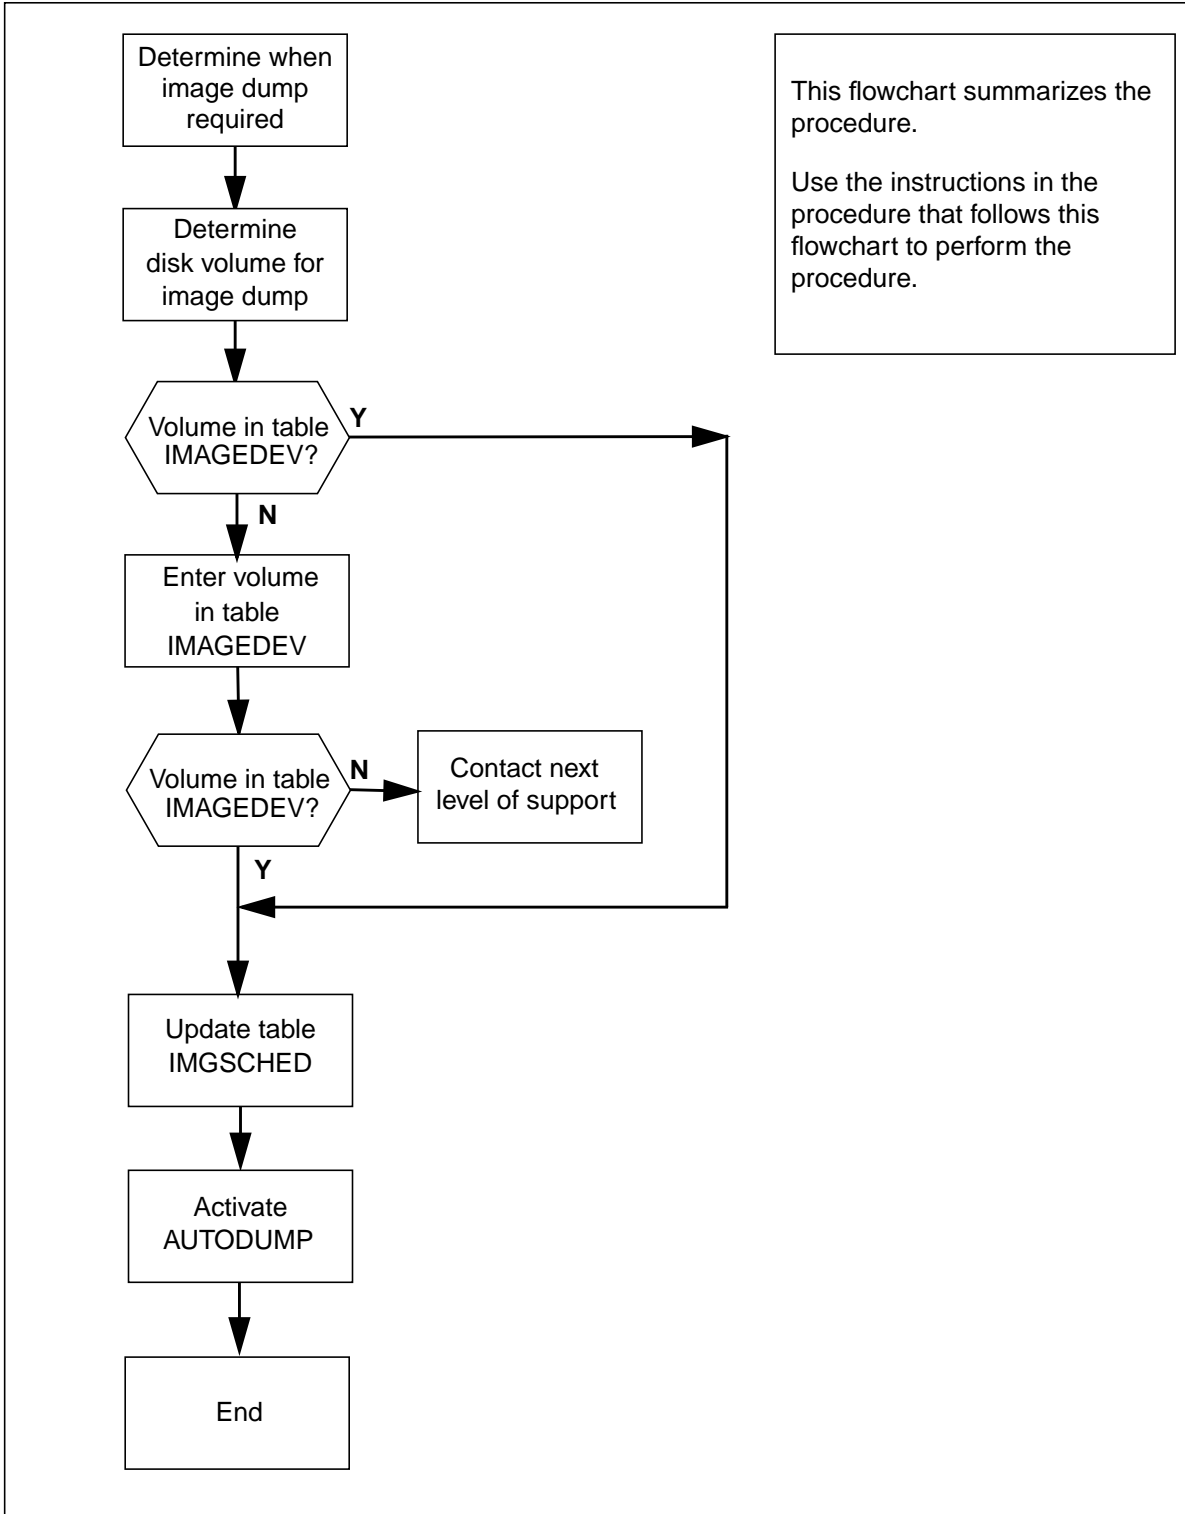 Determine when
image dump
required
This flowchart summarizes the
procedure.
Use the instructions in the
procedure that follows this
flowchart to perform the
procedure.
Determine
disk volume for
image dump
Volume in table
IMAGEDEV?
Y
N
Enter volume
in table
IMAGEDEV
Volume in table
IMAGEDEV?
N
Contact next
level of support
Y
Update table
IMGSCHED
Activate
AUTODUMP
End